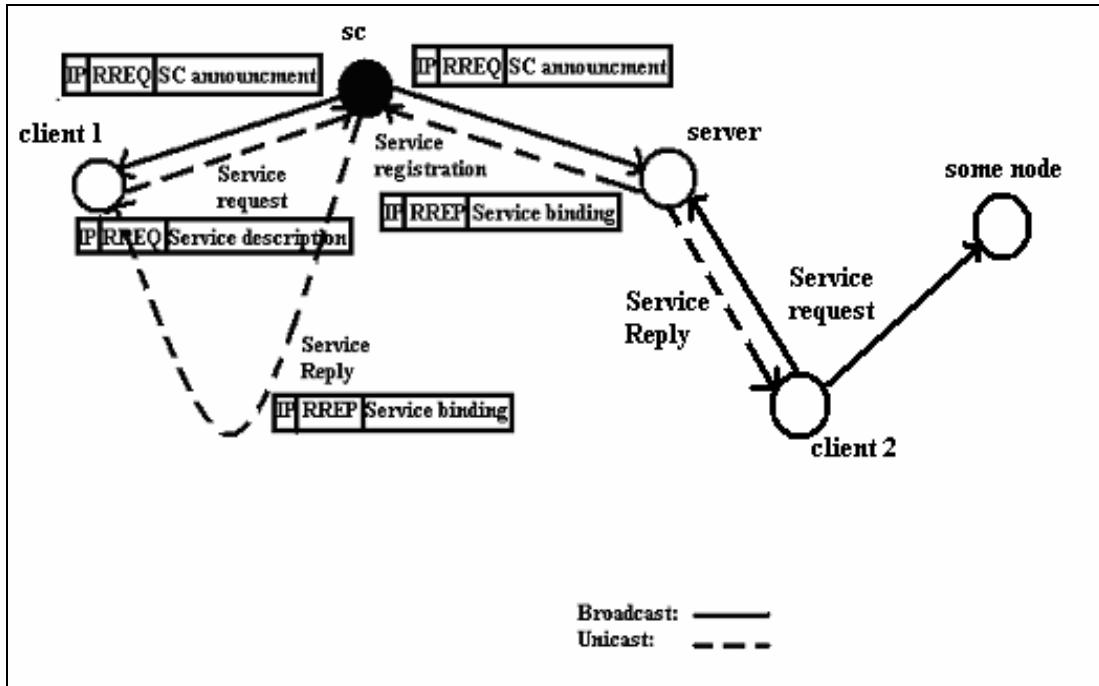 sc
IP RREQ SC announcment
IP RREQ SC announcment
client 1
server
some node
Service
registration
Service
request
IP RREP Service binding
IP RREQ Service description
Service
request
Service
Reply
Service
Reply
IP RREP Service binding
client 2
Broadcast:
Unicast: